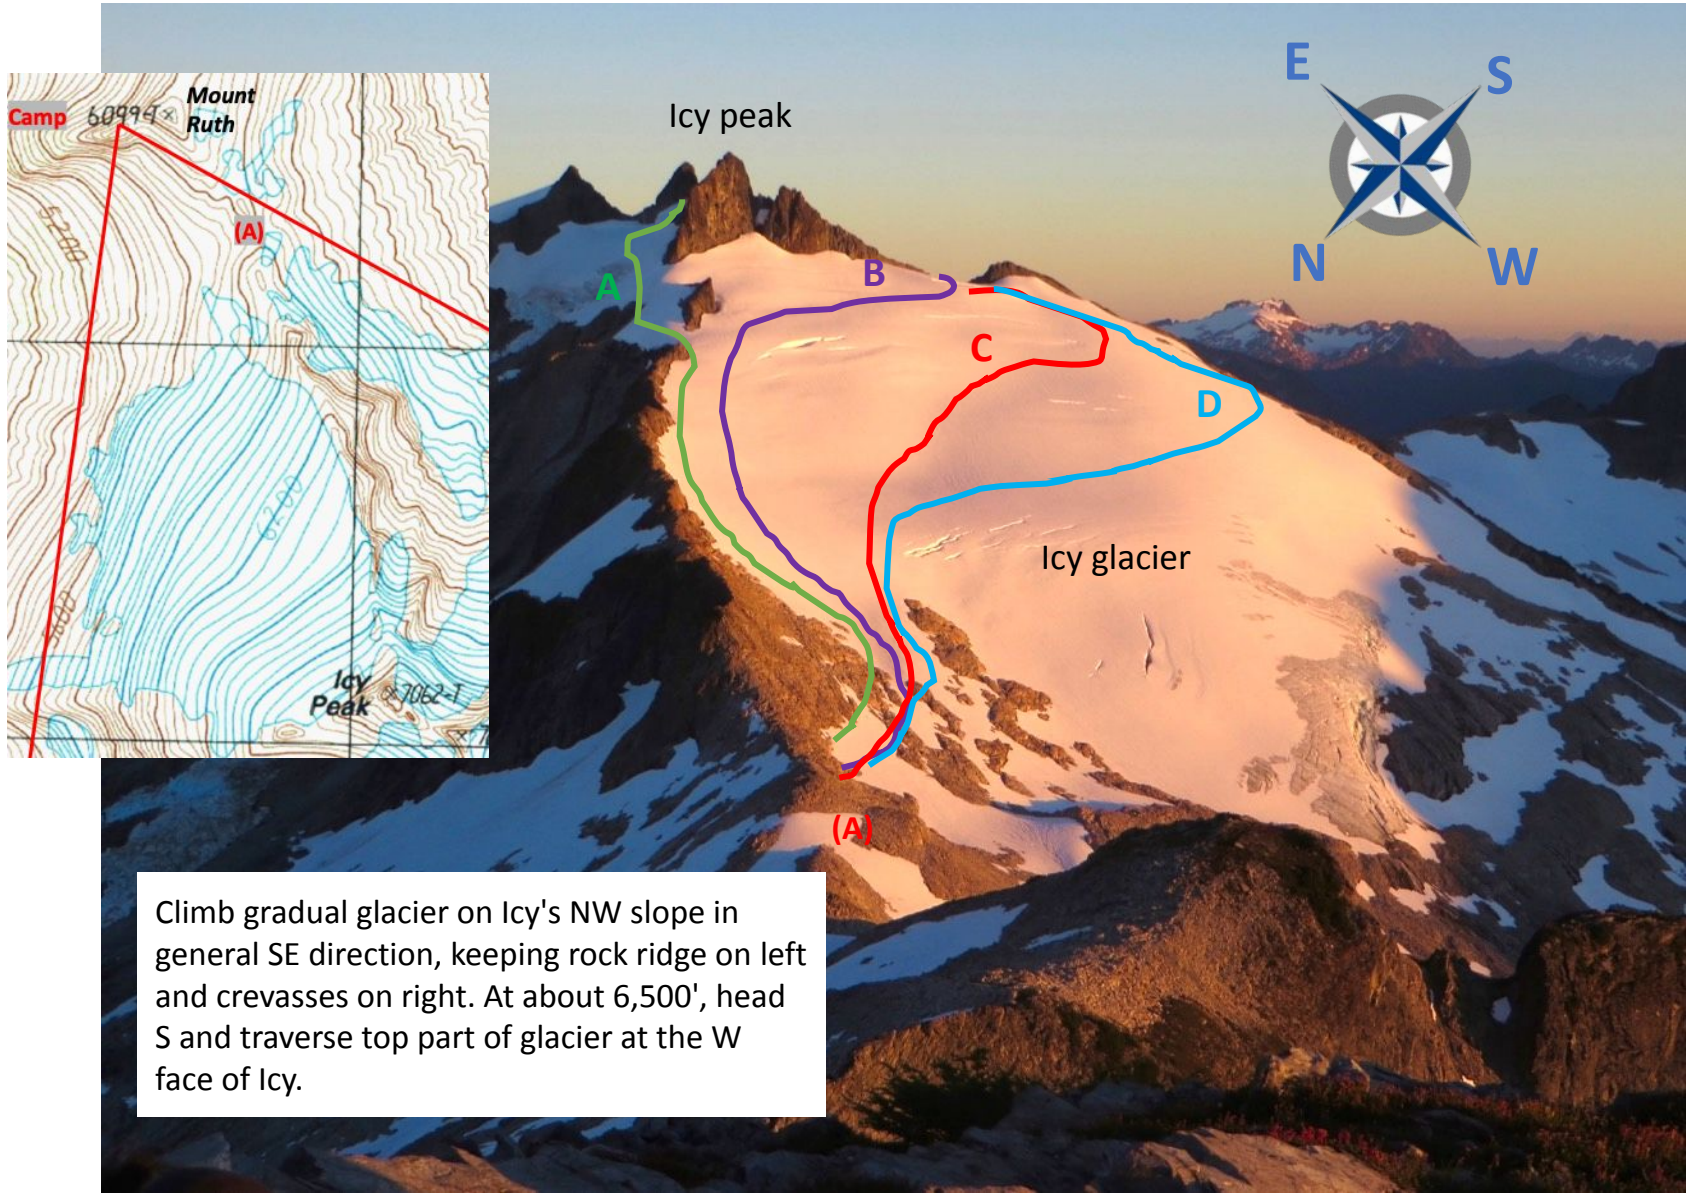 E
S
Mount
Camp 6099-T
Ruth
Icy peak
5200
(A)
N
W
B
A
C
D
6200
Icy glacier
Icy
Peak 7062-T
(A)
Climb gradual glacier on Icy's NW slope in
general SE direction, keeping rock ridge on left
and crevasses on right. At about 6,500', head
S and traverse top part of glacier at the W
face of Icy.